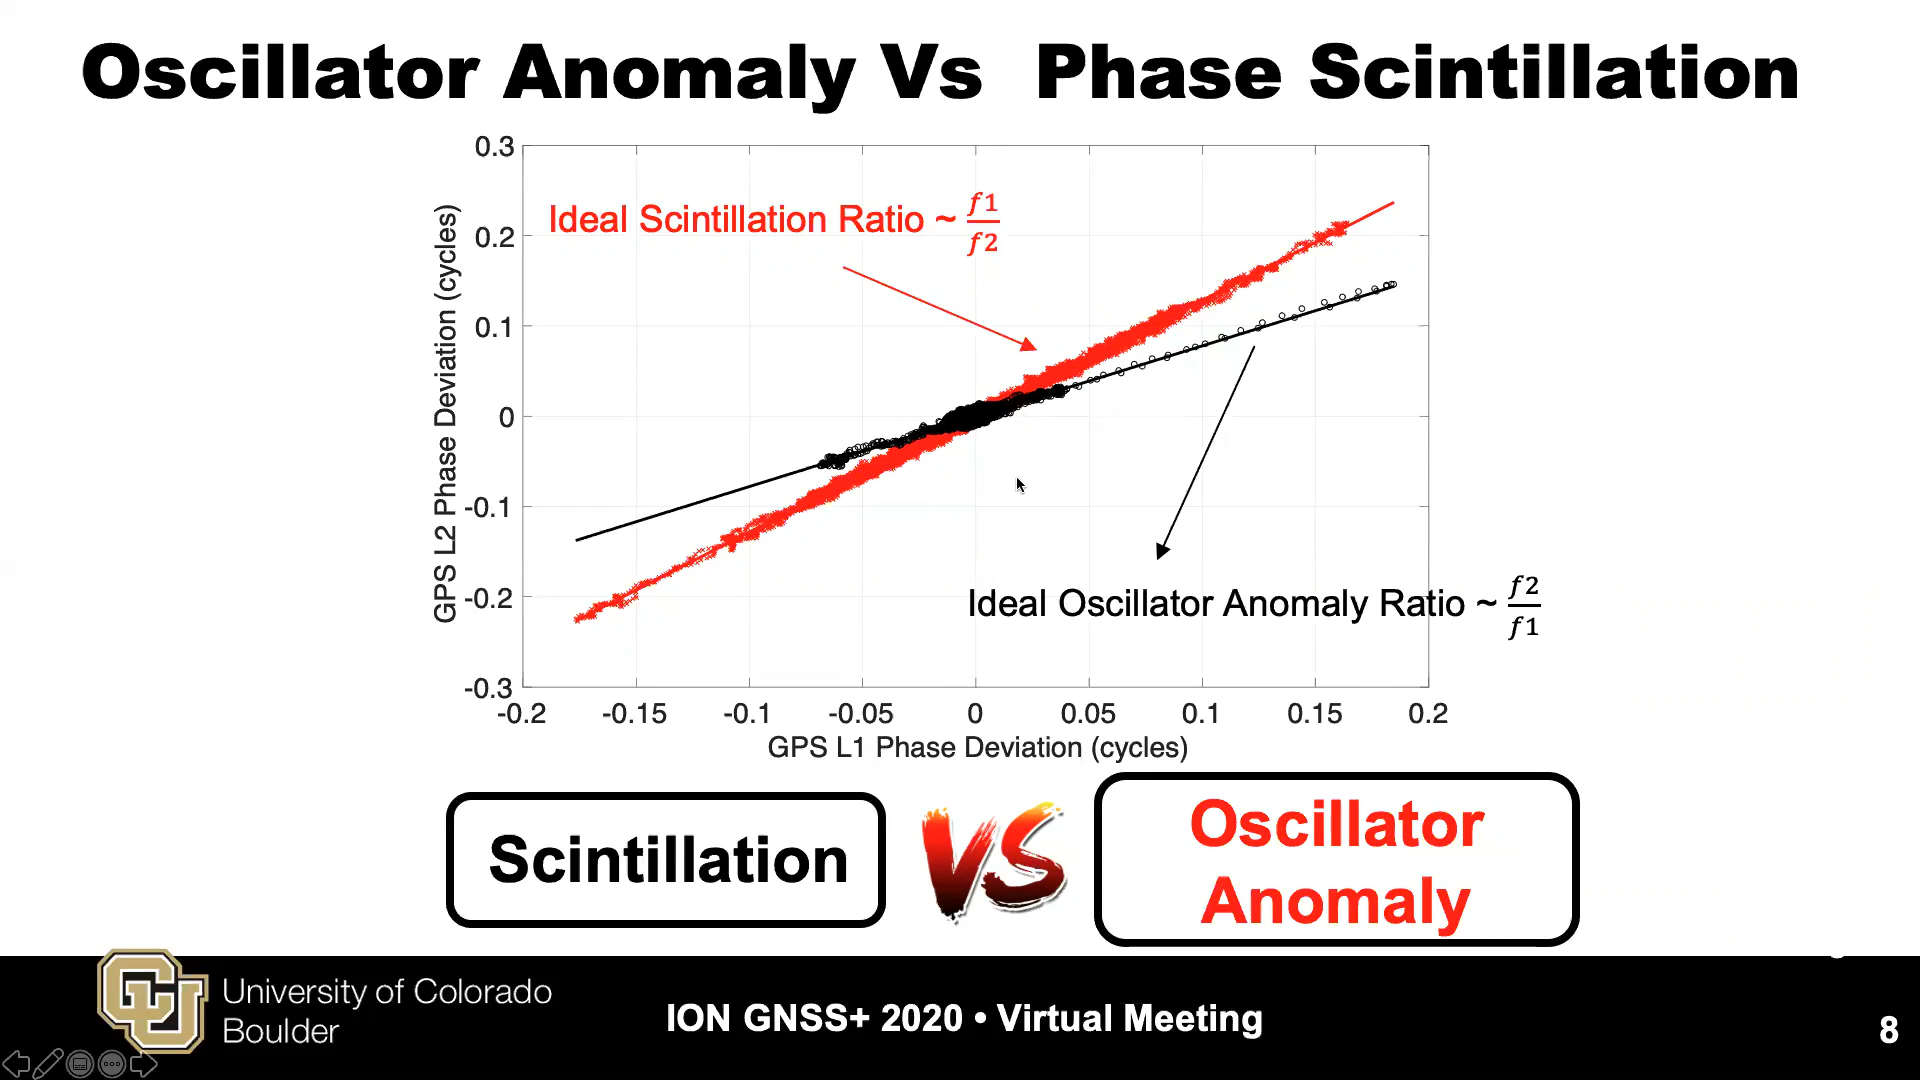 Oscillator Anomaly Vs Phase Scintillation
0.3
0.2
0.1
0
-0.1
-0.2
-0.3
GPS L2 Phase Deviation (cycles)
Ideal Scintillation Ratio ~ f1/f2
Ideal Oscillator Anomaly Ratio ~ f2/f1
-0.2 -0.15 -0.1 -0.05 0 0.05 0.1 0.15 0.2
GPS L1 Phase Deviation (cycles)
Scintillation
VS
Oscillator
Anomaly
CU
University of Colorado
Boulder
ION GNSS+ 2020 • Virtual Meeting
8